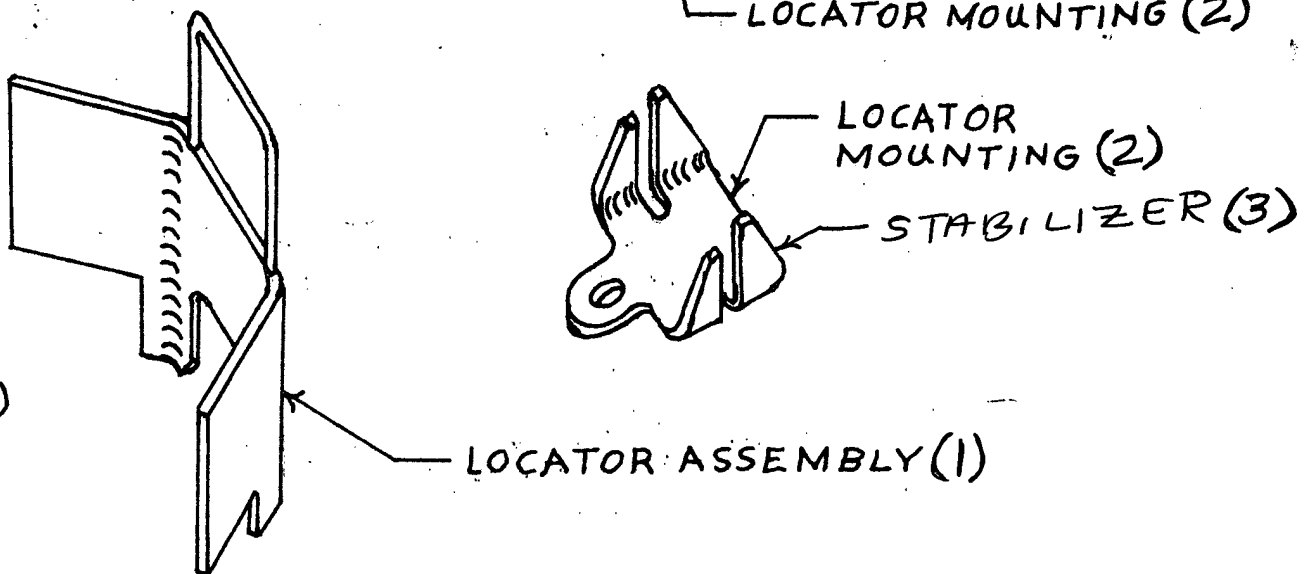 LOCATOR MOUNTING (2)
LOCATOR
MOUNTING (2)
STABILIZER (3)
LOCATOR ASSEMBLY (1)
)